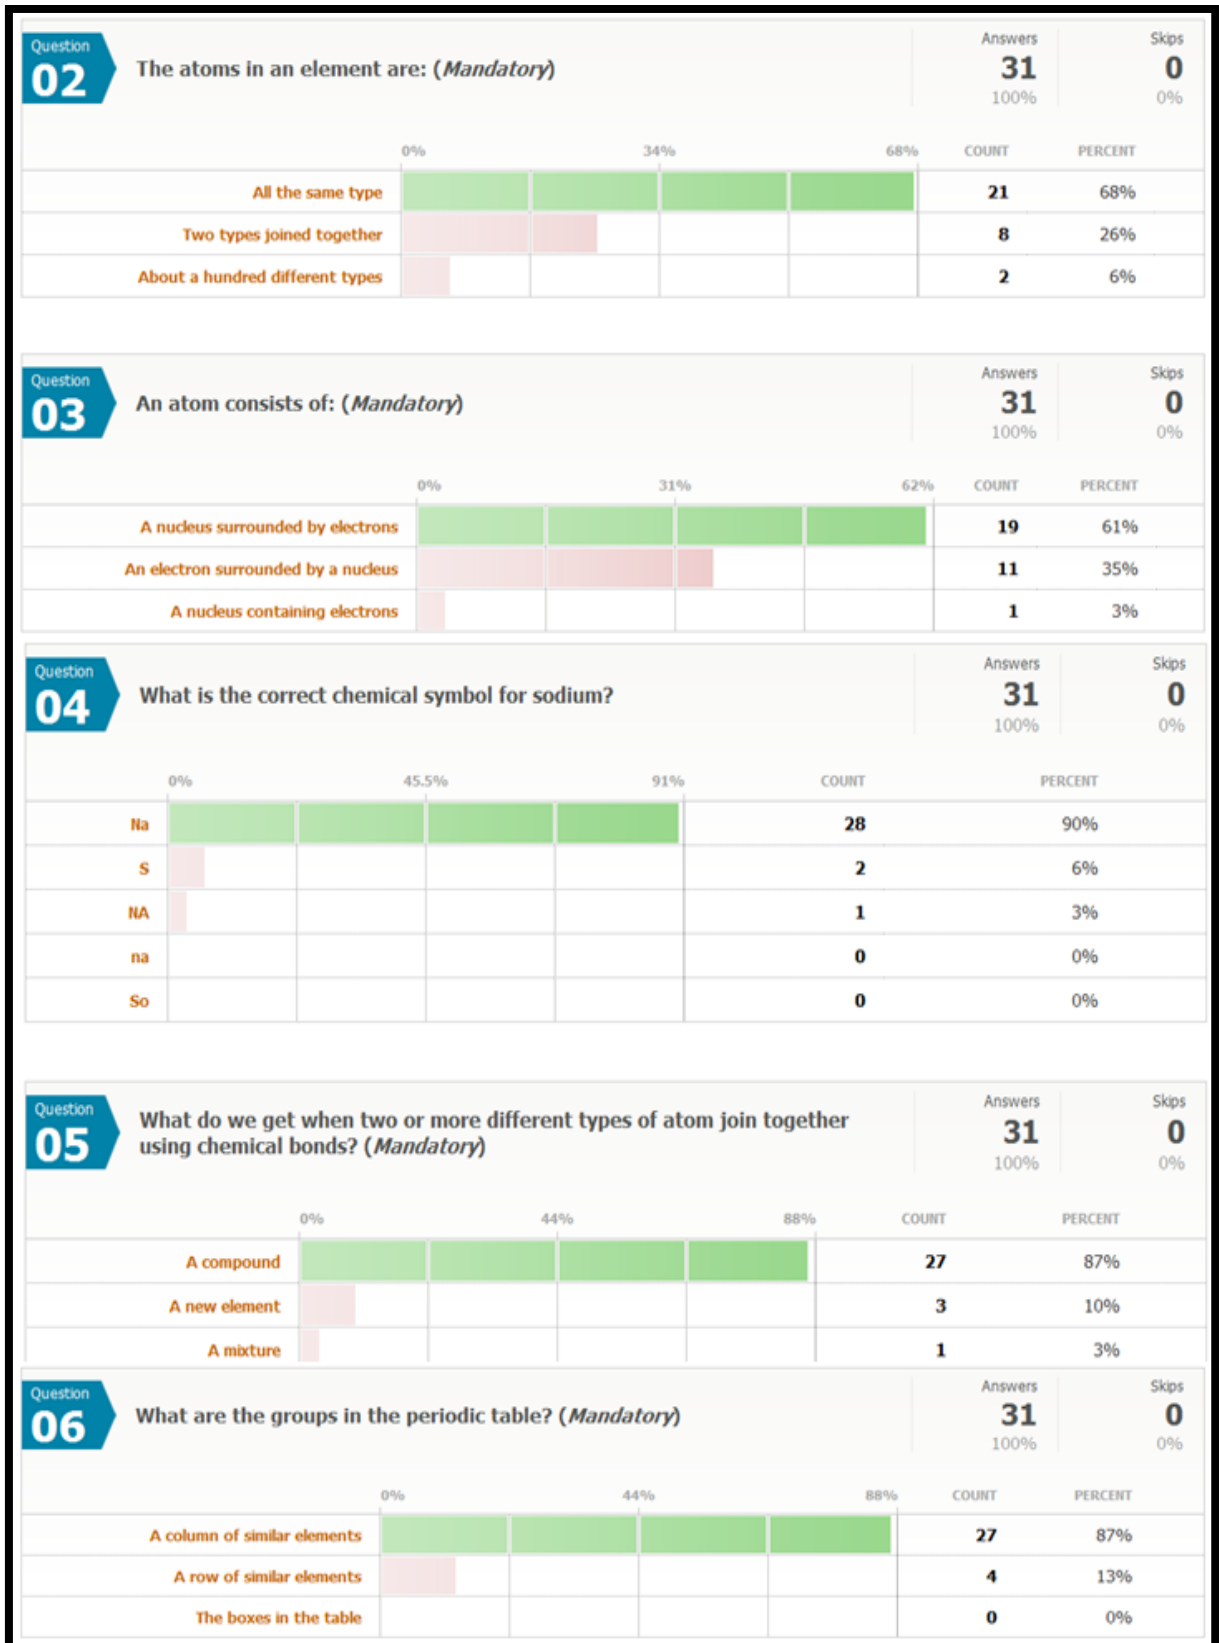 Question
02
The atoms in an element are: (Mandatory)
Answers
31
100%
Skips
0
0%
0% 34% 68% COUNT PERCENT
All the same type 21 68%
Two types joined together 8 26%
About a hundred different types 2 6%
Question
03
An atom consists of: (Mandatory)
Answers
31
100%
Skips
0
0%
0% 31% 62% COUNT PERCENT
A nucleus surrounded by electrons 19 61%
An electron surrounded by a nucleus 11 35%
A nucleus containing electrons 1 3%
Question
04
What is the correct chemical symbol for sodium?
Answers
31
100%
Skips
0
0%
0% 45.5% 91% COUNT PERCENT
Na 28 90%
S 2 6%
NA 1 3%
na 0 0%
So 0 0%
Question
05
What do we get when two or more different types of atom join together
using chemical bonds? (Mandatory)
Answers
31
100%
Skips
0
0%
0% 44% 88% COUNT PERCENT
A compound 27 87%
A new element 3 10%
A mixture 1 3%
Question
06
What are the groups in the periodic table? (Mandatory)
Answers
31
100%
Skips
0
0%
0% 44% 88% COUNT PERCENT
A column of similar elements 27 87%
A row of similar elements 4 13%
The boxes in the table 0 0%